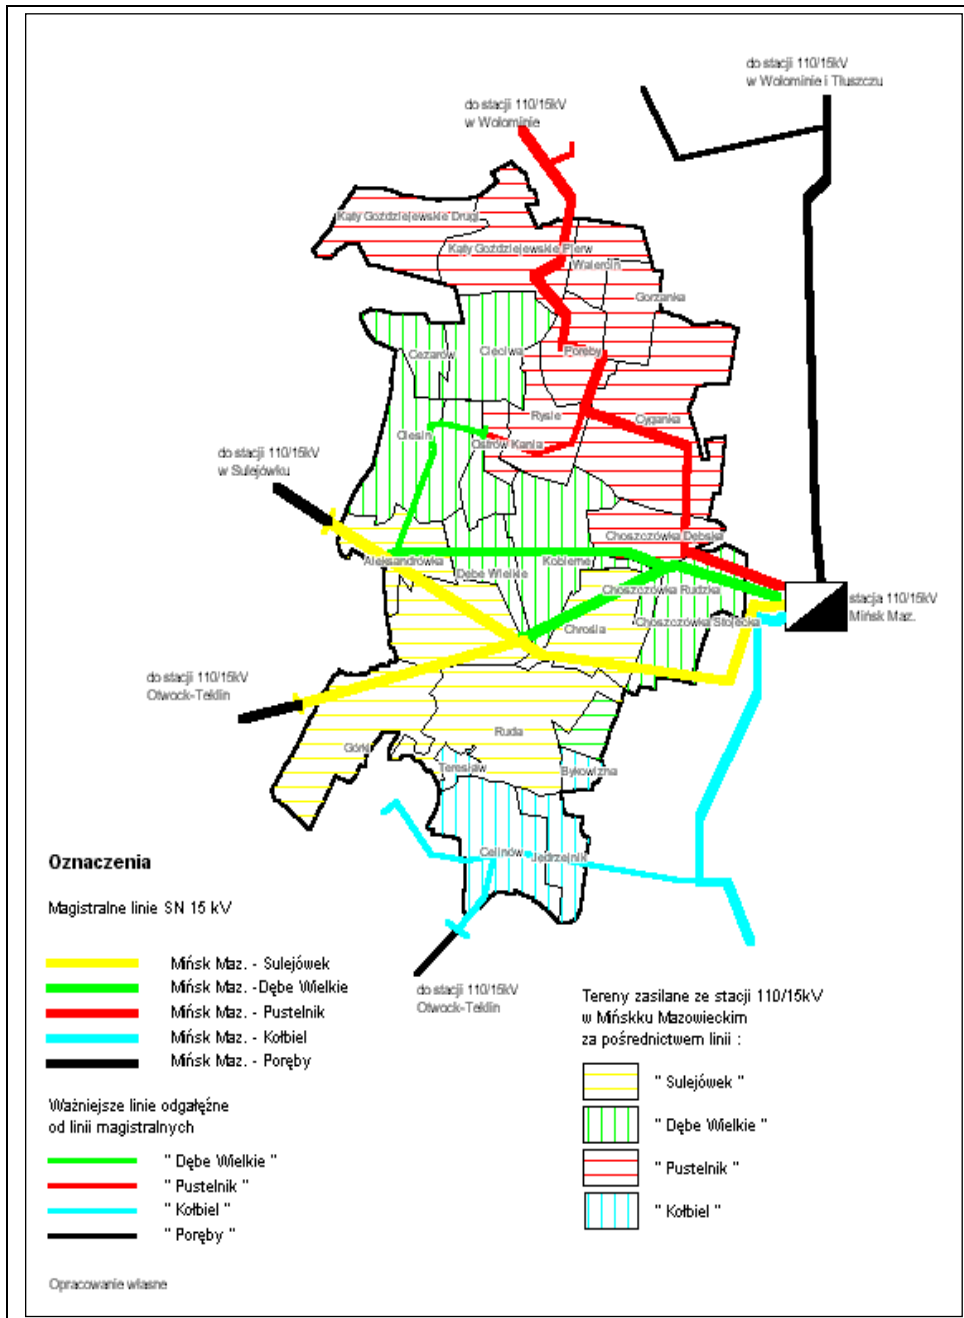 do stacji 110/15kV
w Wołominie i Tłuszczu
do stacji 110/15kV
w Wołominie
Kąty Goździejewskie Drugi
Kąty Goździejewskie Pierw
Walercin
Gorzanka
Cezarów
Cięciwa
Poręby
Rysie
Cyganka
Olesin
Ostrów Kania
do stacji 110/15kV
w Sulejówku
Choszczówka Dębska
Aleksandrówka
Kobierne
Dębe Wielkie
Choszczówka Rudzka
stacja 110/15kV
Mińsk Maz.
Choszczówka Stojecka
Chrośla
do stacji 110/15kV
Otwock-Teklin
Ruda
Górki
Teresław
Bykowizna
Celinów
Jędrzejnik
Oznaczenia
Magistralne linie SN 15 kV
Mińsk Maz. - Sulejówek
Mińsk Maz. -Dębe Wielkie
Mińsk Maz. - Pustelnik
Mińsk Maz. - Kołbiel
Mińsk Maz. - Poręby
do stacji 110/15kV
Otwock-Teklin
Ważniejsze linie odgałęźne
od linii magistralnych
" Dębe Wielkie "
" Pustelnik "
" Kołbiel "
" Poręby "
Tereny zasilane ze stacji 110/15kV
w Mińskku Mazowieckim
za pośrednictwem linii :
" Sulejówek "
" Dębe Wielkie "
" Pustelnik "
" Kołbiel "
Opracowanie własne